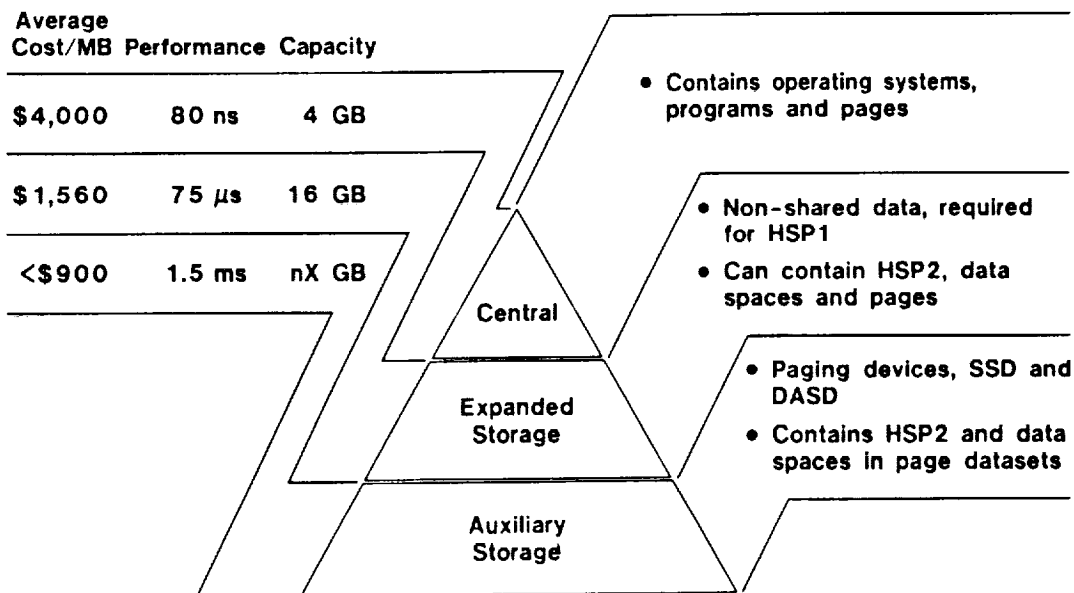 Average
Cost/MB Performance Capacity
$4,000 80 ns 4 GB
$1,560 75 μs 16 GB
<$900 1.5 ms nX GB
• Contains operating systems,
programs and pages
• Non-shared data, required
for HSP1
• Can contain HSP2, data
spaces and pages
• Paging devices, SSD and
DASD
• Contains HSP2 and data
spaces in page datasets
Central
Expanded
Storage
Auxiliary
Storage